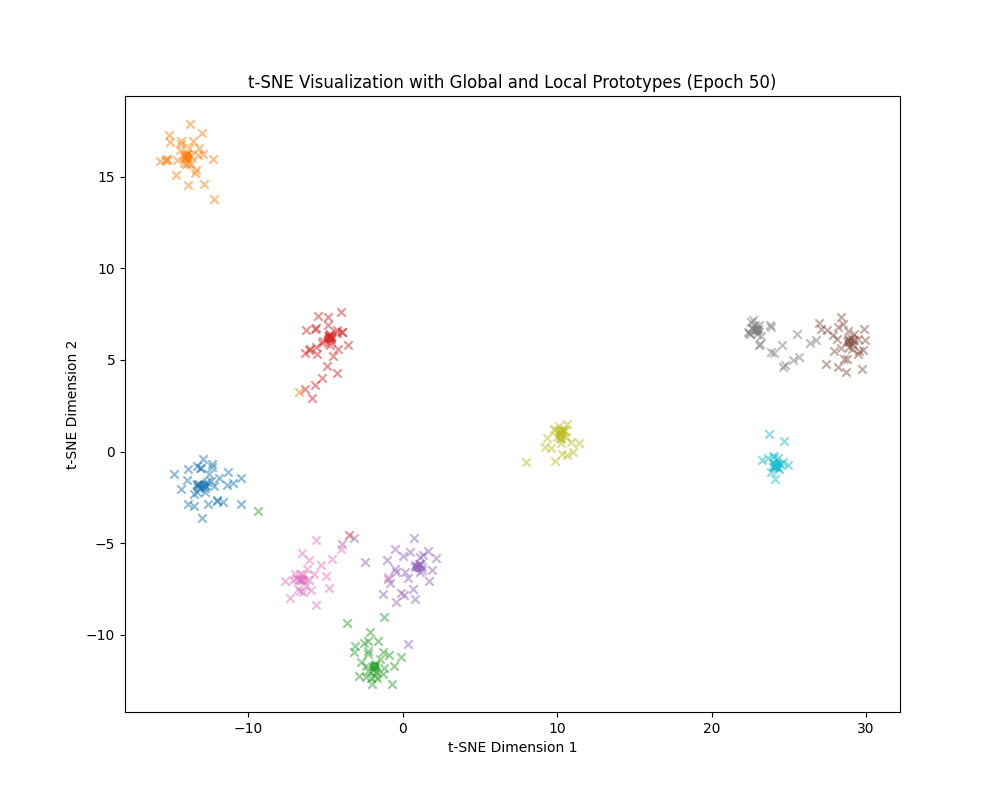 t-SNE Visualization with Global and Local Prototypes (Epoch 50)
15
10
5
0
−5
−10
t-SNE Dimension 2
−10 0 10 20 30
t-SNE Dimension 1